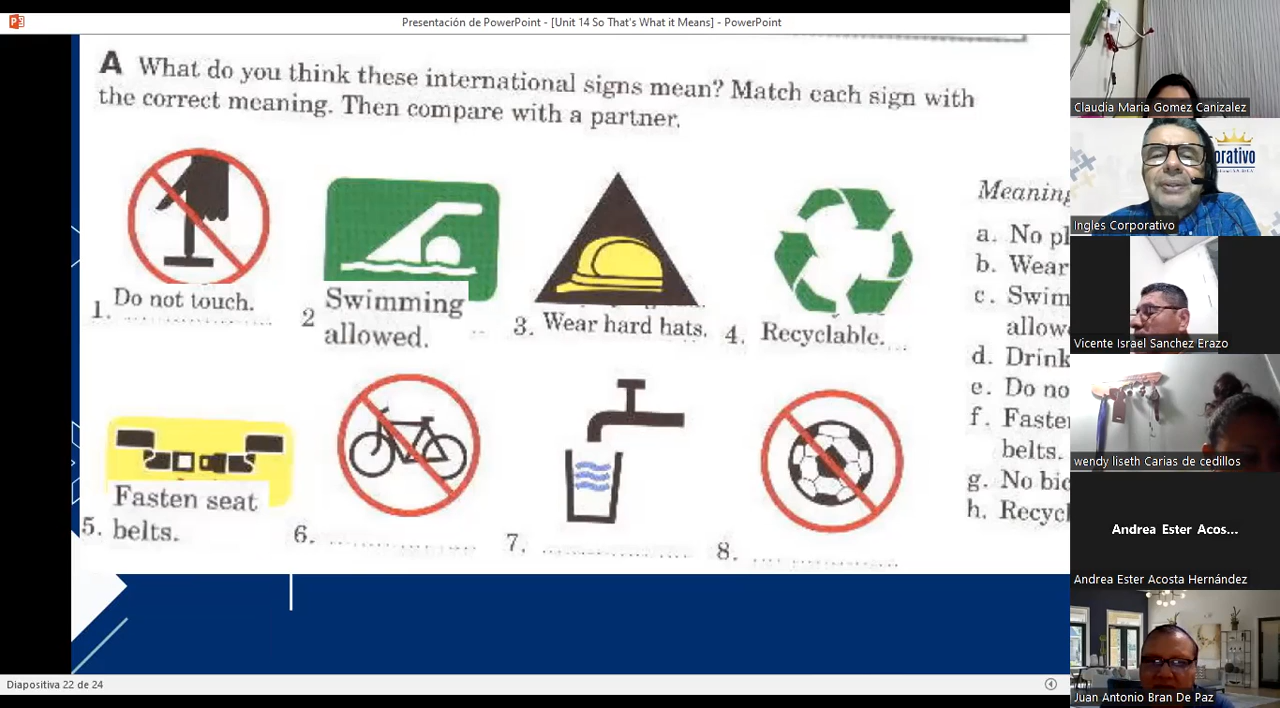 Presentación de PowerPoint - [Unit 14 So That's What it Means] - PowerPoint
A What do you think these international signs mean? Match each sign with
the correct meaning. Then compare with a partner.
1. Do not touch.
2 Swimming
allowed.
3. Wear hard hats.
4. Recyclable.
5. Fasten seat
belts.
6.
7.
8.
Meaning
a. No pl
b. Wear
c. Swim
allow
d. Drink
e. Do no
f. Faster
belts.
g. No bic
h. Recycl
Diapositiva 22 de 24
Claudia Maria Gomez Canizalez
orativo
Ingles Corporativo
Vicente Israel Sanchez Erazo
wendy liseth Carias de cedillos
Andrea Ester Acos...
Andrea Ester Acosta Hernández
Juan Antonio Bran De Paz